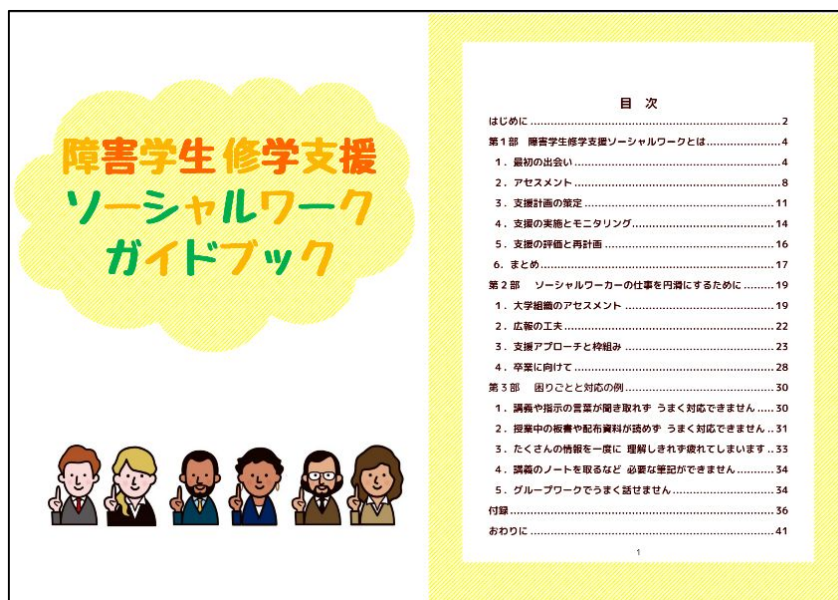 障害学生修学支援
ソーシャルワーク
ガイドブック
目 次
はじめに ........ 2
第1部 障害学生修学支援ソーシャルワークとは ........ 4
1．最初の出会い ........ 4
2．アセスメント ........ 8
3．支援計画の策定 ........ 11
4．支援の実施とモニタリング ........ 14
5．支援の評価と再計画 ........ 16
6．まとめ ........ 17
第2部 ソーシャルワーカーの仕事を円滑にするために ........ 19
1．大学組織のアセスメント ........ 19
2．広報の工夫 ........ 22
3．支援アプローチと枠組み ........ 23
4．卒業に向けて ........ 28
第3部 困りごとと対応の例 ........ 30
1．講義や指示の言葉が聞き取れず うまく対応できません ..... 30
2．授業中の板書や配布資料が読めず うまく対応できません ... 31
3．たくさんの情報を一度に 理解しきれず疲れてしまいます .. 33
4．講義のノートを取るなど 必要な筆記ができません ........ 34
5．グループワークでうまく話せません ........ 34
付録 ........ 36
おわりに ........ 41
1